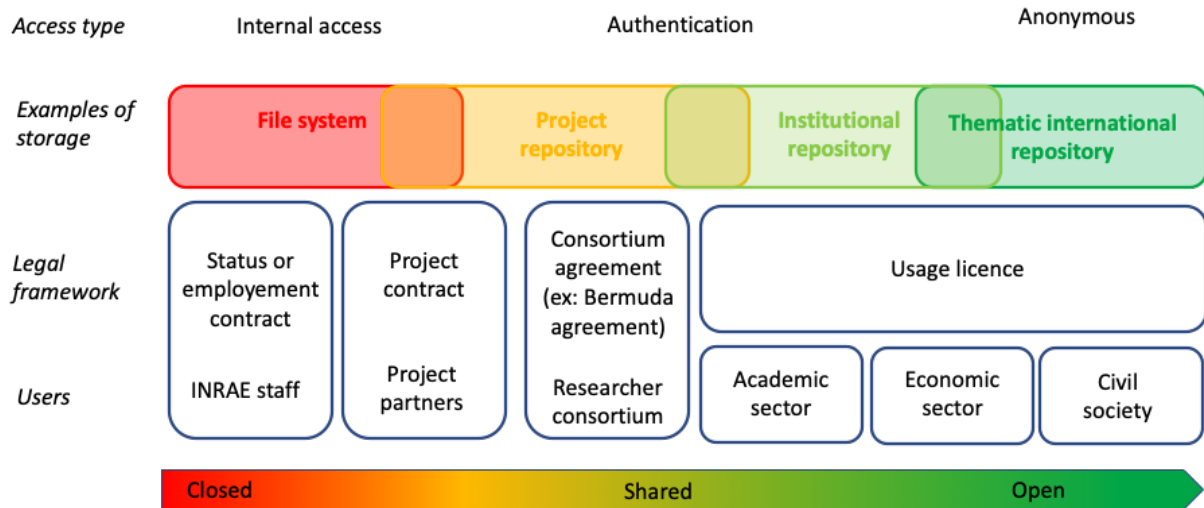 Access type
Internal access
Authentication
Anonymous
Examples of
storage
File system
Project
repository
Institutional
repository
Thematic international
repository
Legal
framework
Status or
employement
contract
Project
contract
Consortium
agreement
(ex: Bermuda
agreement)
Usage licence
Users
INRAE staff
Project
partners
Researcher
consortium
Academic
sector
Economic
sector
Civil
society
Closed
Shared
Open